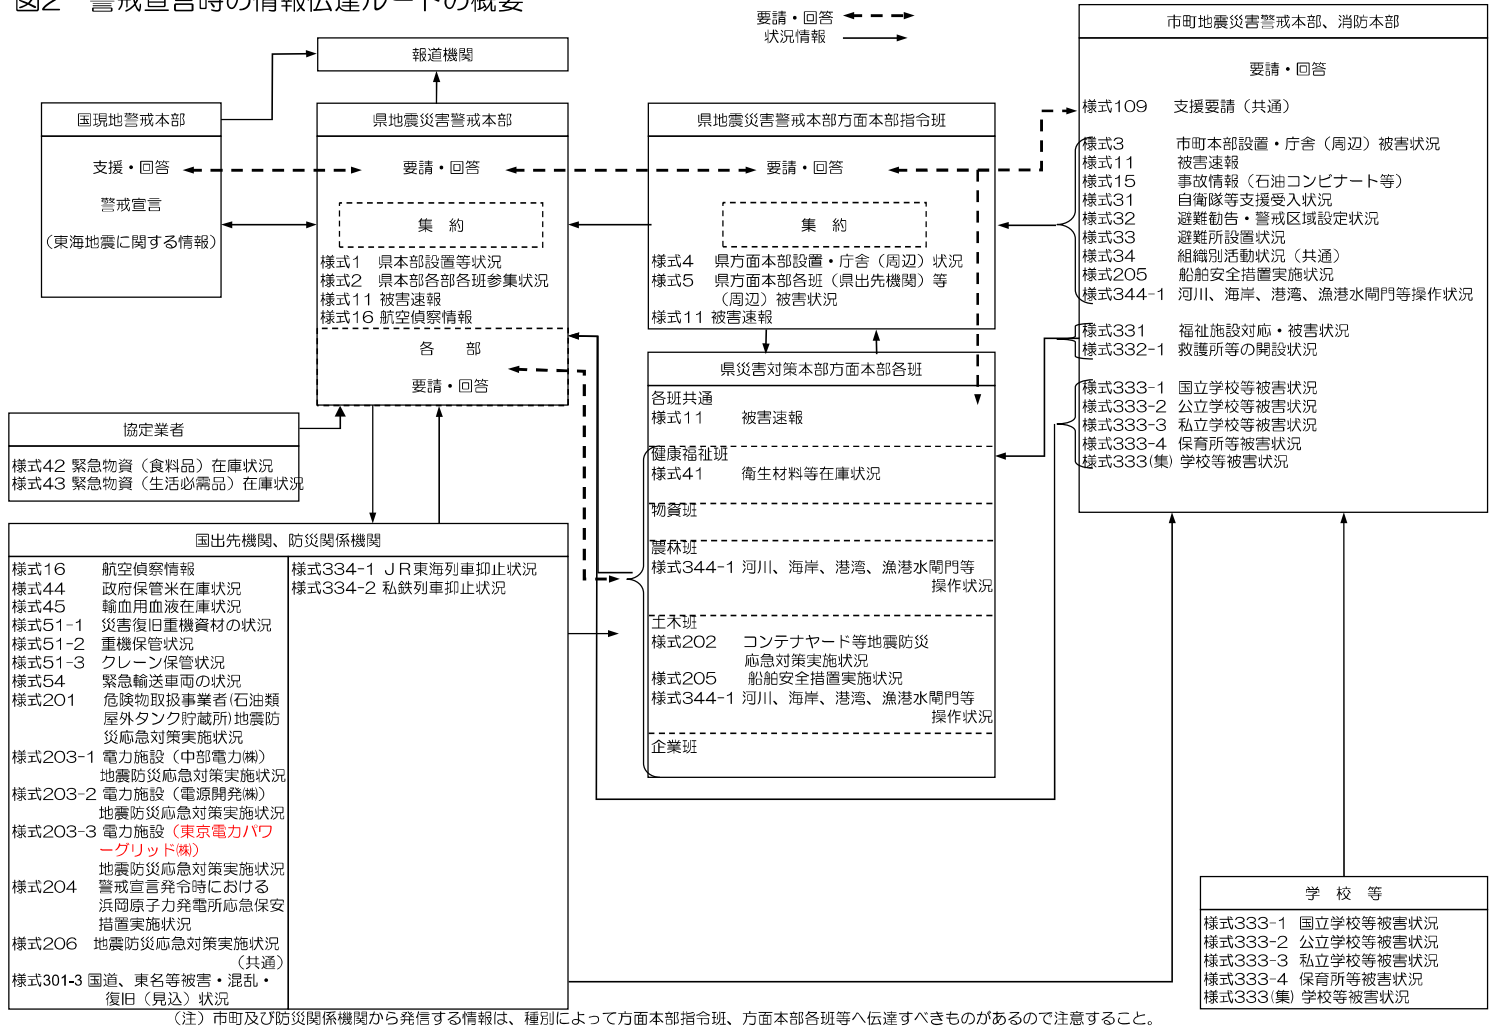 図2　警戒宣言時の情報伝達ルートの概要
要請・回答
状況情報
報道機関
国現地警戒本部
支援・回答
警戒宣言
(東海地震に関する情報)
県地震災害警戒本部
要請・回答
集　約
様式1　県本部設置等状況
様式2　県本部各部各班参集状況
様式11 被害速報
様式16 航空偵察情報
各　部
要請・回答
県地震災害警戒本部方面本部指令班
要請・回答
集　約
様式4　県方面本部設置・庁舎（周辺）状況
様式5　県方面本部各班（県出先機関）等
（周辺）被害状況
様式11 被害速報
県災害対策本部方面本部各班
各班共通
様式11　被害速報
健康福祉班
様式41　衛生材料等在庫状況
物資班
農林班
様式344-1 河川、海岸、港湾、漁港水閘門等
操作状況
土木班
様式202　コンテナヤード等地震防災
応急対策実施状況
様式205　船舶安全措置実施状況
様式344-1 河川、海岸、港湾、漁港水閘門等
操作状況
企業班
市町地震災害警戒本部、消防本部
要請・回答
様式109　支援要請（共通）
様式3　市町本部設置・庁舎（周辺）被害状況
様式11　被害速報
様式15　事故情報（石油コンビナート等）
様式31　自衛隊等支援受入状況
様式32　避難勧告・警戒区域設定状況
様式33　避難所設置状況
様式34　組織別活動状況（共通）
様式205　船舶安全措置実施状況
様式344-1 河川、海岸、港湾、漁港水閘門等操作状況
様式331　福祉施設対応・被害状況
様式332-1 救護所等の開設状況
様式333-1 国立学校等被害状況
様式333-2 公立学校等被害状況
様式333-3 私立学校等被害状況
様式333-4 保育所等被害状況
様式333(集) 学校等被害状況
協定業者
様式42 緊急物資（食料品）在庫状況
様式43 緊急物資（生活必需品）在庫状況
国出先機関、防災関係機関
様式16　航空偵察情報
様式44　政府保管米在庫状況
様式45　輸血用血液在庫状況
様式51-1　災害復旧重機資材の状況
様式51-2　重機保管状況
様式51-3　クレーン保管状況
様式54　緊急輸送車両の状況
様式201　危険物取扱事業者(石油類
屋外タンク貯蔵所)地震防
災応急対策実施状況
様式203-1 電力施設（中部電力㈱）
地震防災応急対策実施状況
様式203-2 電力施設（電源開発㈱）
地震防災応急対策実施状況
様式203-3 電力施設（東京電力パワ
ーグリッド㈱）
地震防災応急対策実施状況
様式204　警戒宣言発令時における
浜岡原子力発電所応急保安
措置実施状況
様式206　地震防災応急対策実施状況
（共通）
様式301-3 国道、東名等被害・混乱・
復旧（見込）状況
様式334-1 ＪＲ東海列車抑止状況
様式334-2 私鉄列車抑止状況
学　校　等
様式333-1 国立学校等被害状況
様式333-2 公立学校等被害状況
様式333-3 私立学校等被害状況
様式333-4 保育所等被害状況
様式333(集) 学校等被害状況
（注）市町及び防災関係機関から発信する情報は、種別によって方面本部指令班、方面本部各班等へ伝達すべきものがあるので注意すること。